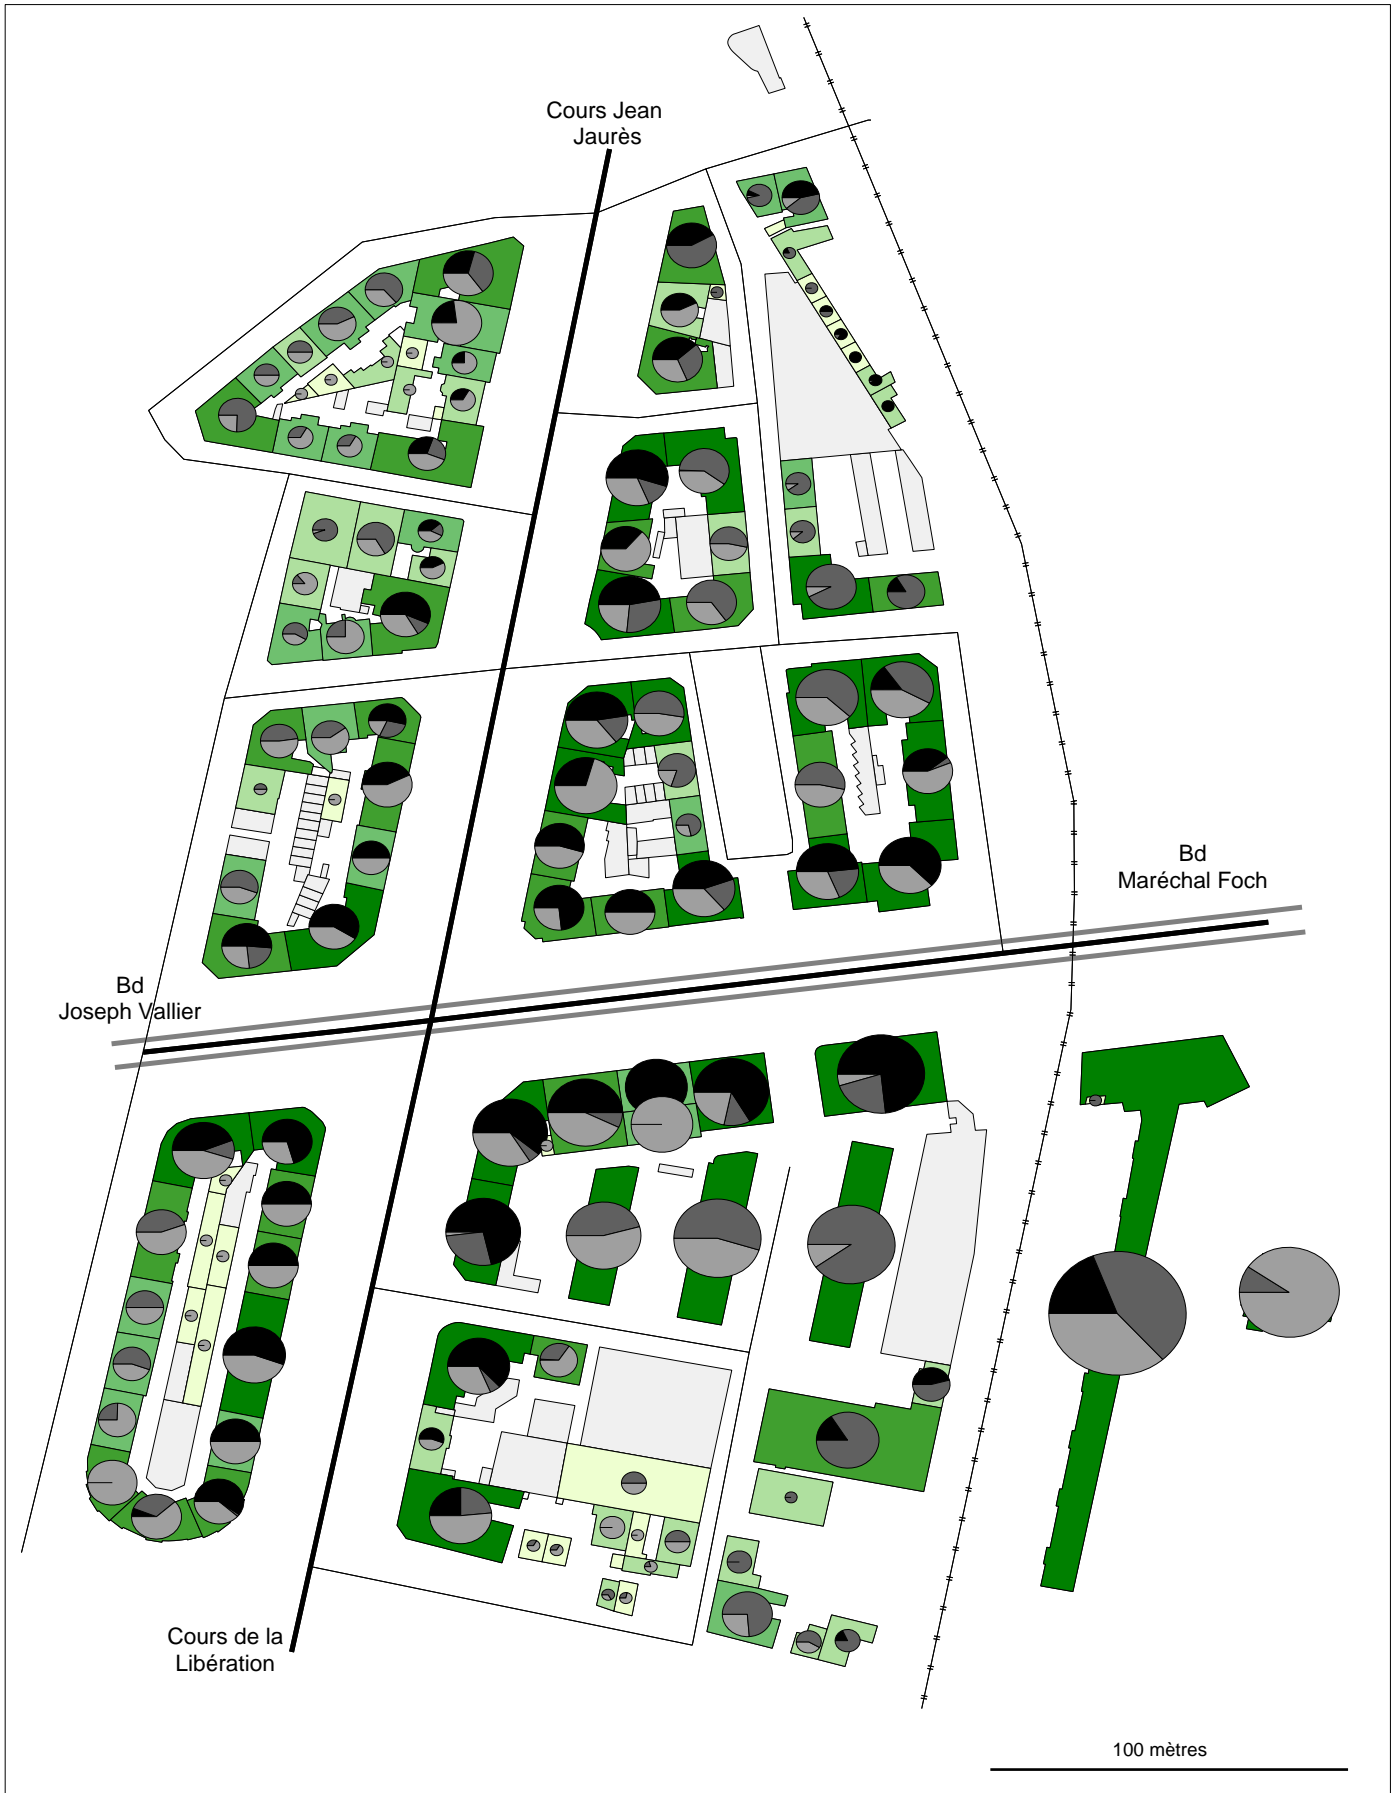 Cours Jean
Jaurès
Bd
Maréchal Foch
Bd
Joseph Vallier
Cours de la
Libération
100 mètres